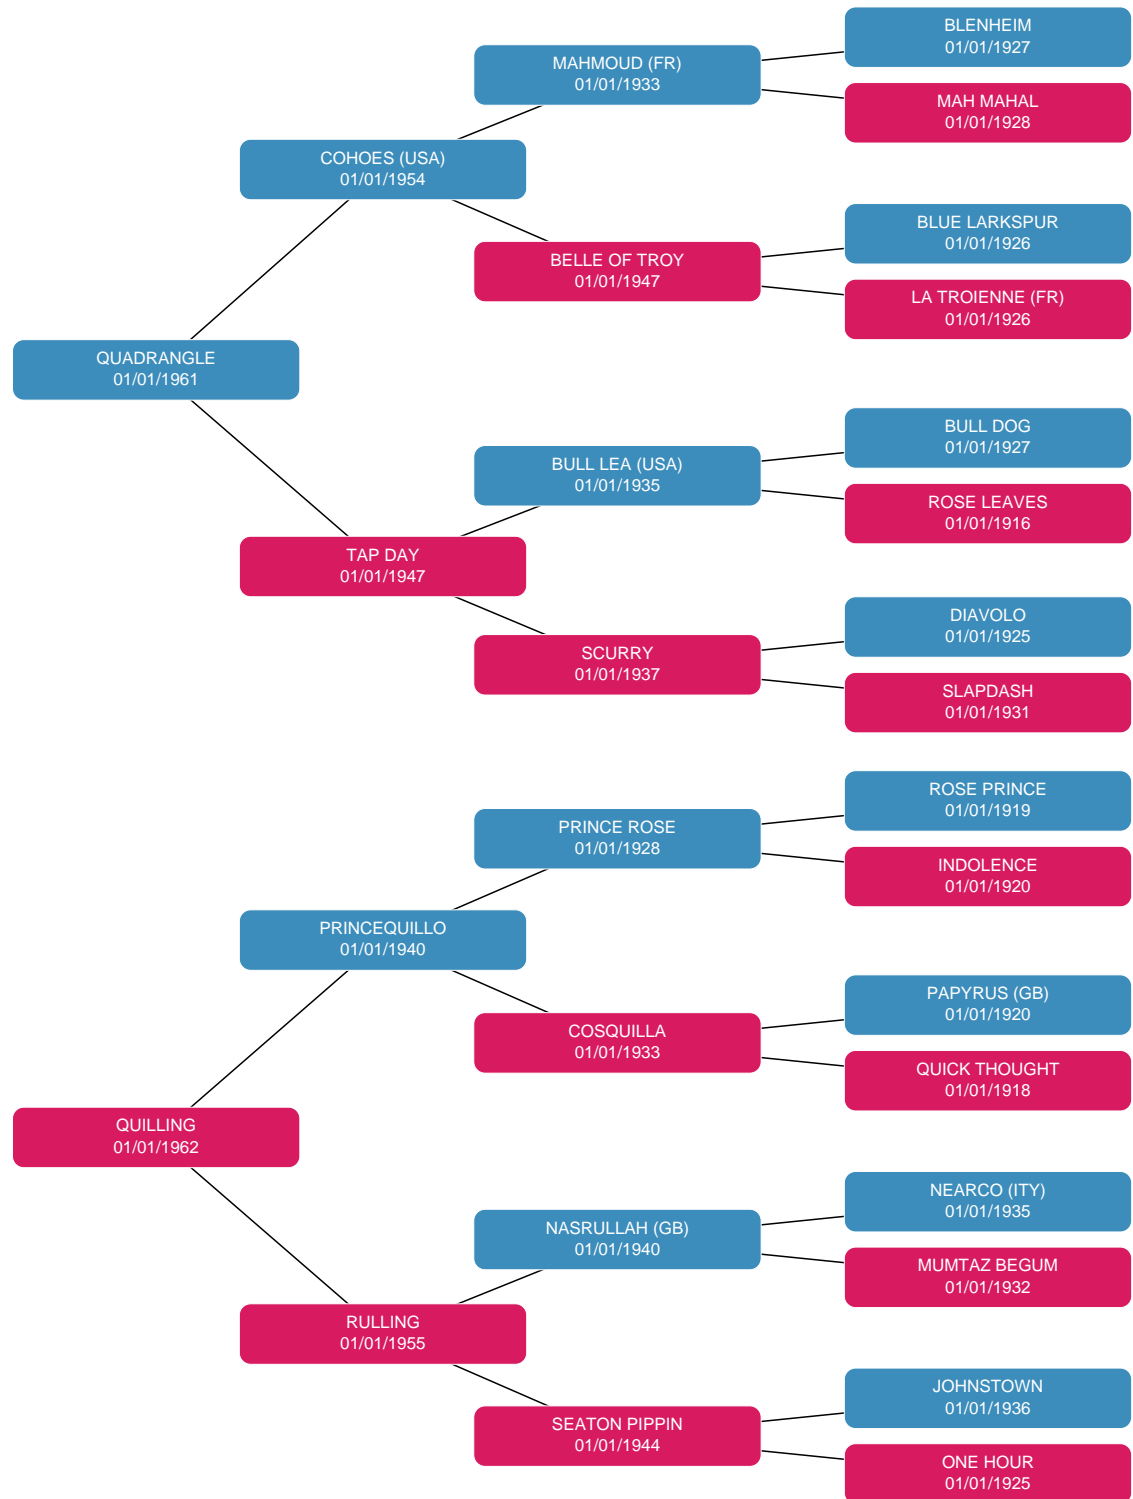 BLENHEIM
01/01/1927
MAHMOUD (FR)
01/01/1933
MAH MAHAL
01/01/1928
COHOES (USA)
01/01/1954
BLUE LARKSPUR
01/01/1926
BELLE OF TROY
01/01/1947
LA TROIENNE (FR)
01/01/1926
QUADRANGLE
01/01/1961
BULL DOG
01/01/1927
BULL LEA (USA)
01/01/1935
ROSE LEAVES
01/01/1916
TAP DAY
01/01/1947
DIAVOLO
01/01/1925
SCURRY
01/01/1937
SLAPDASH
01/01/1931
ROSE PRINCE
01/01/1919
PRINCE ROSE
01/01/1928
INDOLENCE
01/01/1920
PRINCEQUILLO
01/01/1940
PAPYRUS (GB)
01/01/1920
COSQUILLA
01/01/1933
QUICK THOUGHT
01/01/1918
QUILLING
01/01/1962
NEARCO (ITY)
01/01/1935
NASRULLAH (GB)
01/01/1940
MUMTAZ BEGUM
01/01/1932
RULLING
01/01/1955
JOHNSTOWN
01/01/1936
SEATON PIPPIN
01/01/1944
ONE HOUR
01/01/1925